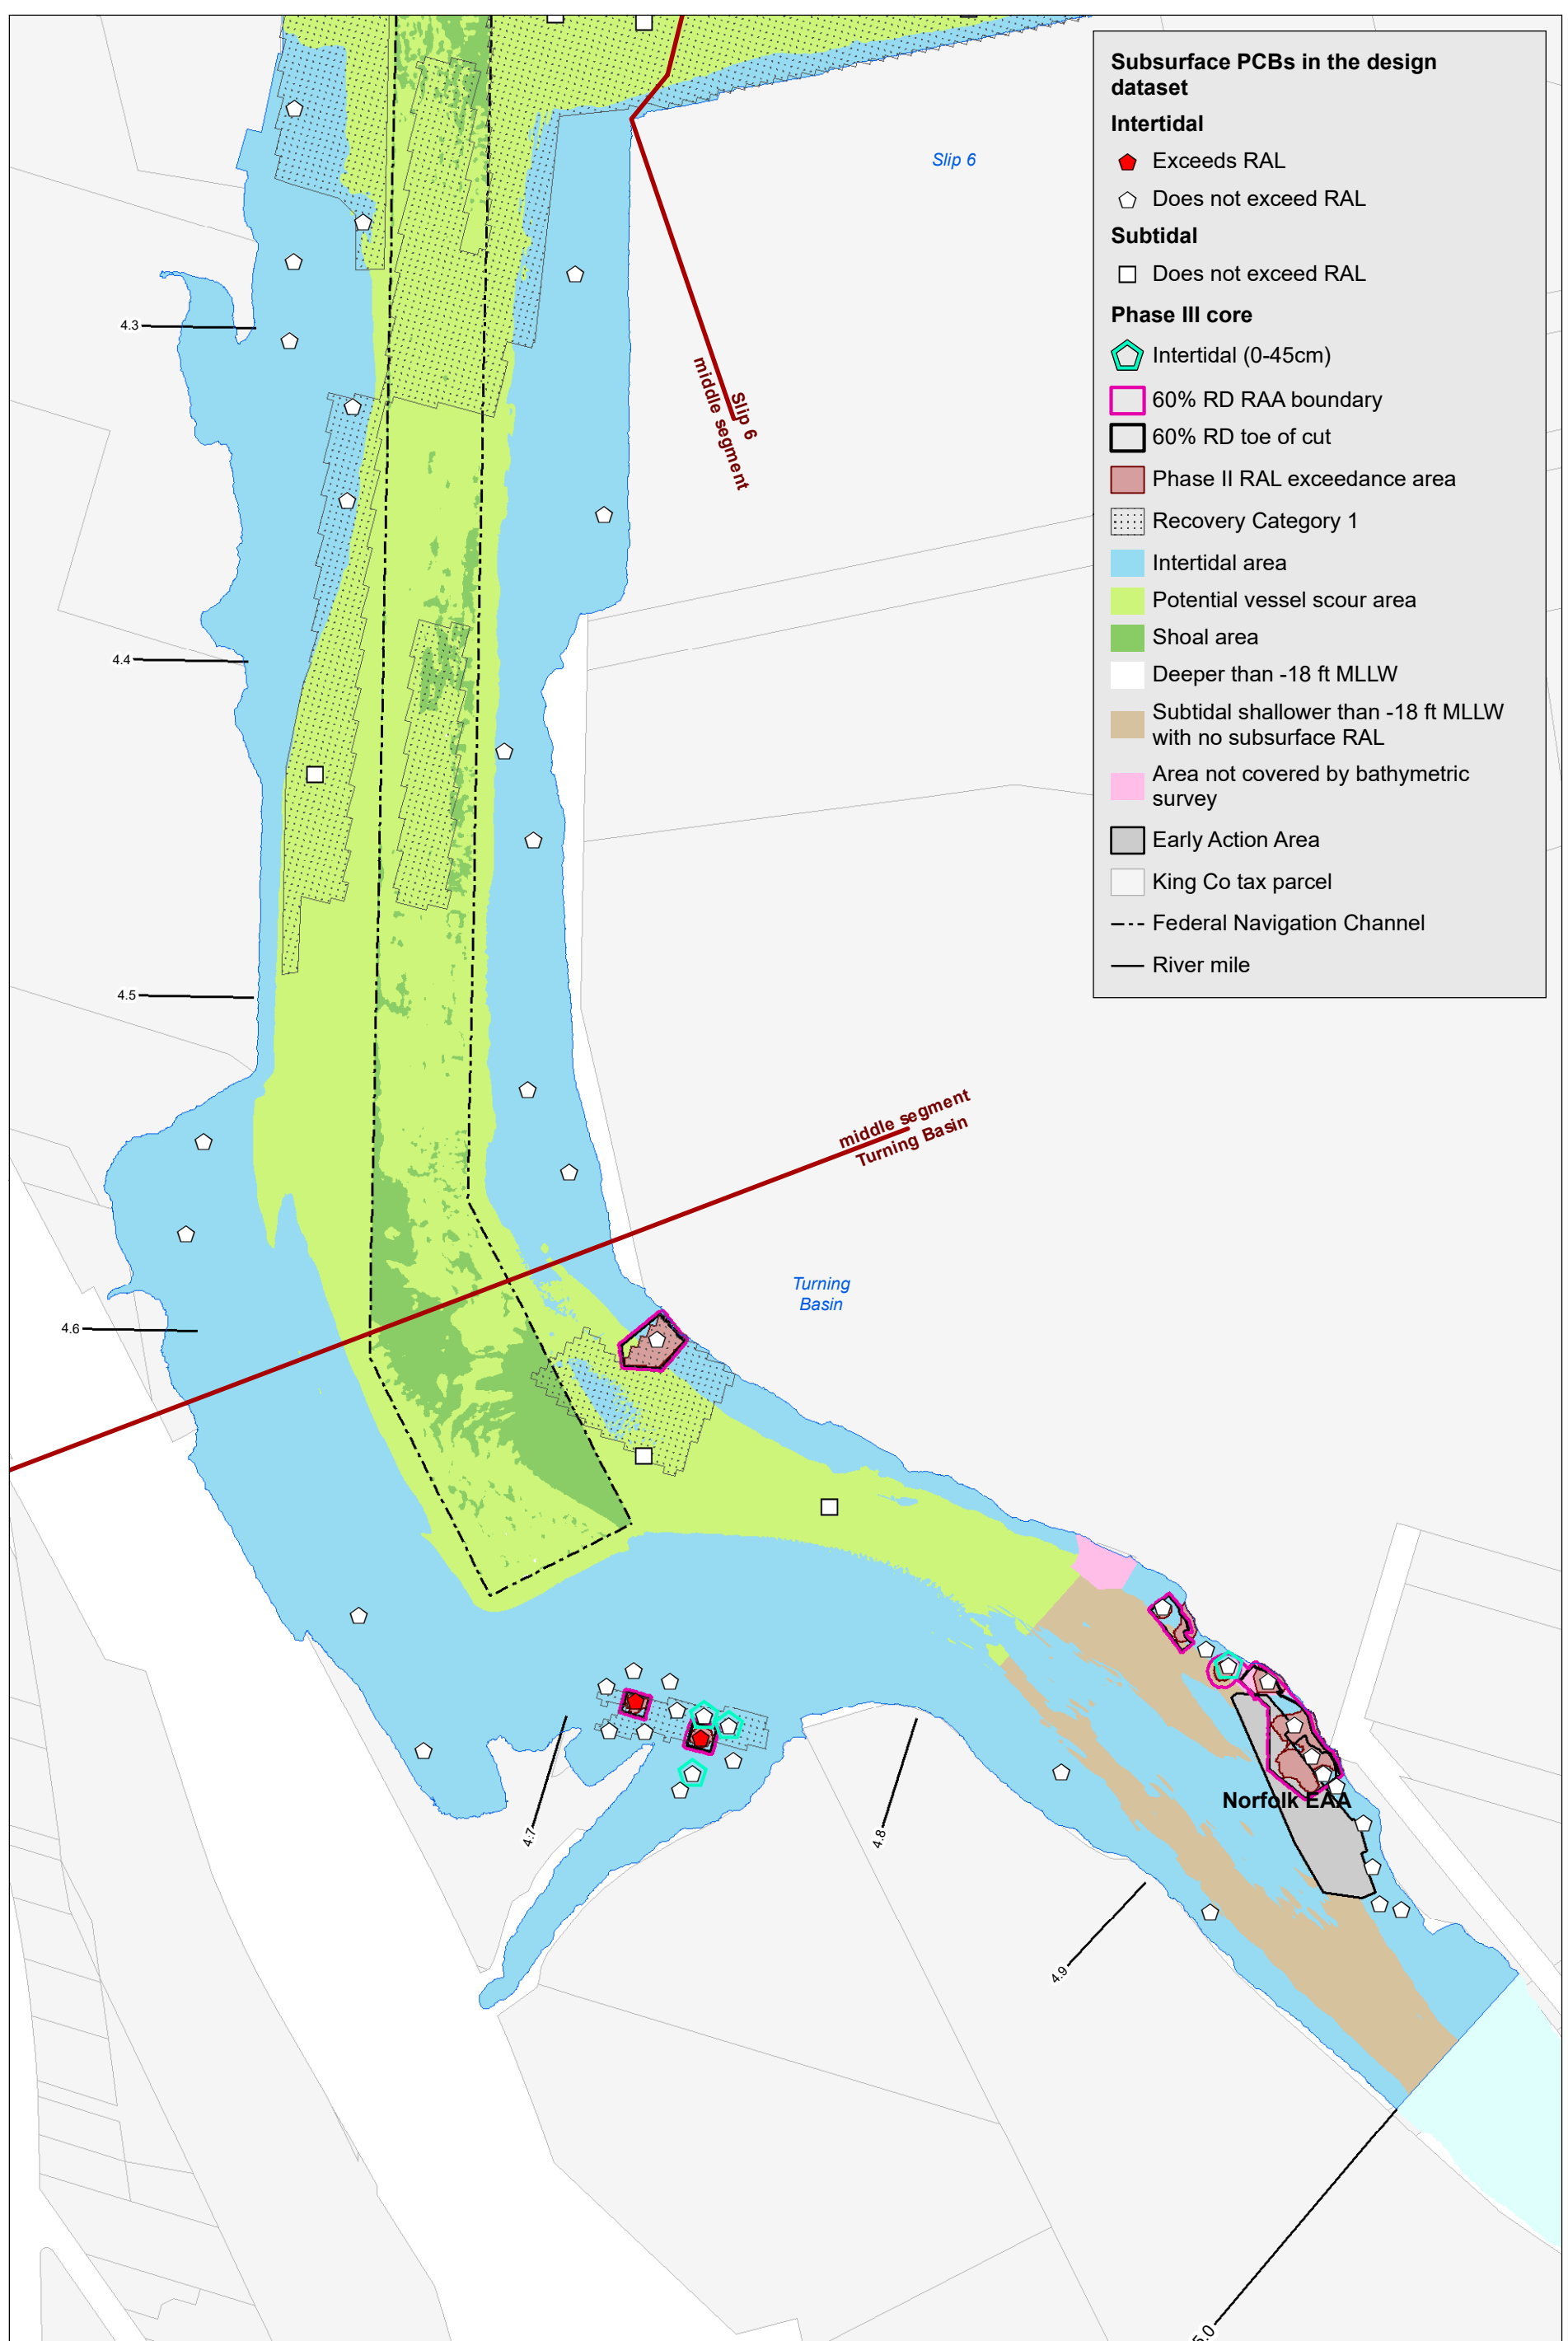 Subsurface PCBs in the design
dataset
Intertidal
Exceeds RAL
Does not exceed RAL
Subtidal
Does not exceed RAL
Phase III core
Intertidal (0-45cm)
60% RD RAA boundary
60% RD toe of cut
Phase II RAL exceedance area
Recovery Category 1
Intertidal area
Potential vessel scour area
Shoal area
Deeper than -18 ft MLLW
Subtidal shallower than -18 ft MLLW
with no subsurface RAL
Area not covered by bathymetric
survey
Early Action Area
King Co tax parcel
Federal Navigation Channel
River mile
Slip 6
4.3
Slip 6
middle segment
4.4
4.5
middle segment
Turning Basin
Turning
Basin
4.6
Norfolk EAA
4.7
4.8
4.9
5.0